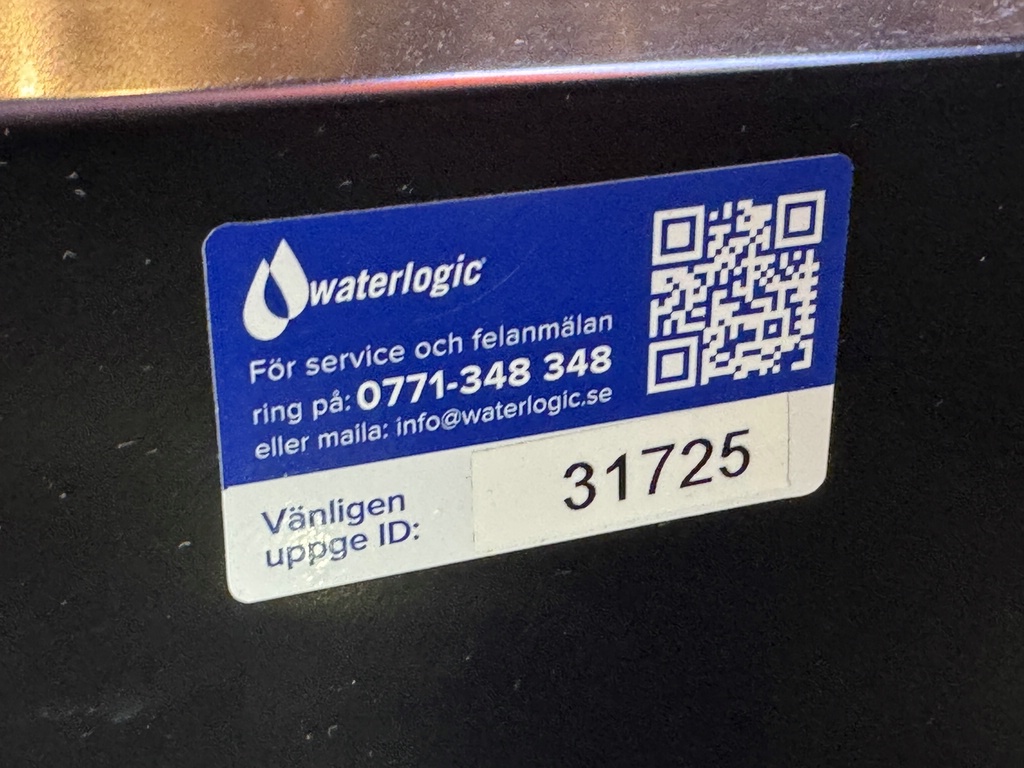 waterlogic
För service och felanmälan
ring på: 0771-348 348
eller maila: info@waterlogic.se
Vänligen
uppge ID:
31725